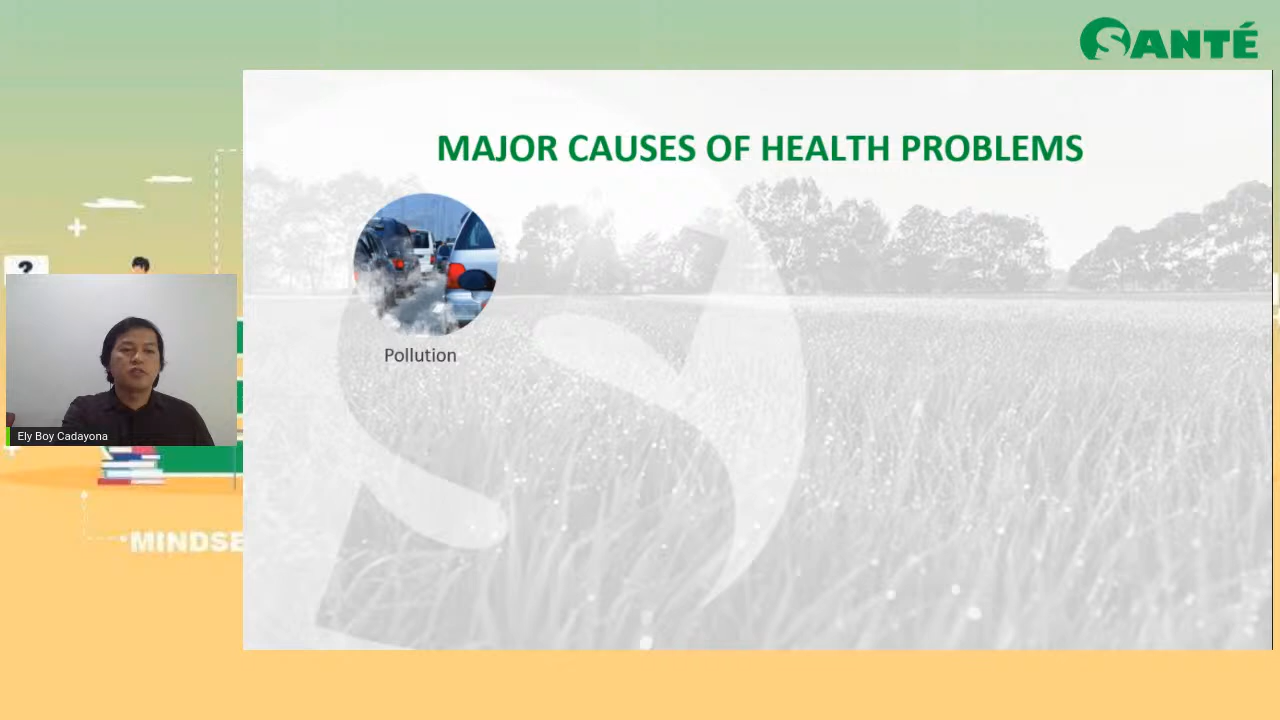 SANTÉ
MAJOR CAUSES OF HEALTH PROBLEMS
Pollution
?
Ely Boy Cadayona
MINDSE